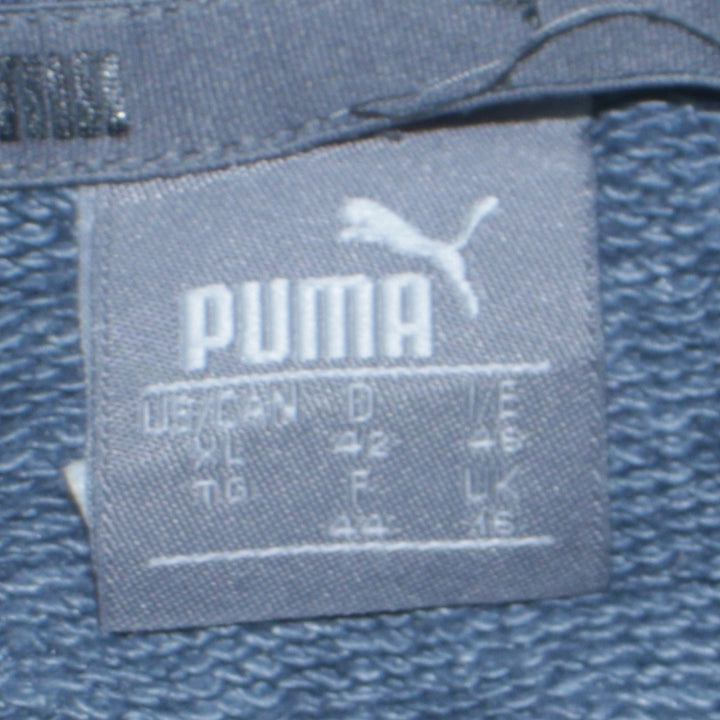 PUMA
US/CAN D I/E
XL 42 46
TG F UK
44 16